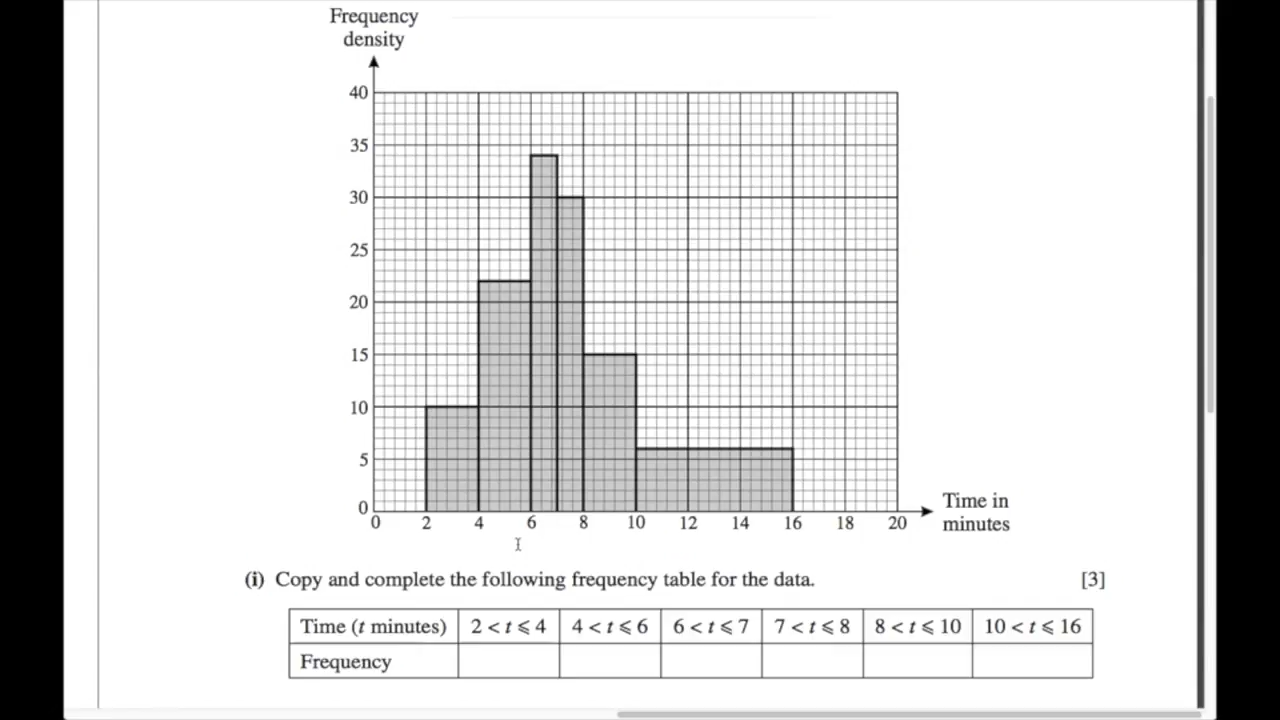 Frequency
density
40
35
30
25
20
15
10
5
0
0 2 4 6 8 10 12 14 16 18 20
Time in
minutes
(i) Copy and complete the following frequency table for the data. [3]
Time (t minutes) 2 < t ⩽ 4 4 < t ⩽ 6 6 < t ⩽ 7 7 < t ⩽ 8 8 < t ⩽ 10 10 < t ⩽ 16
Frequency